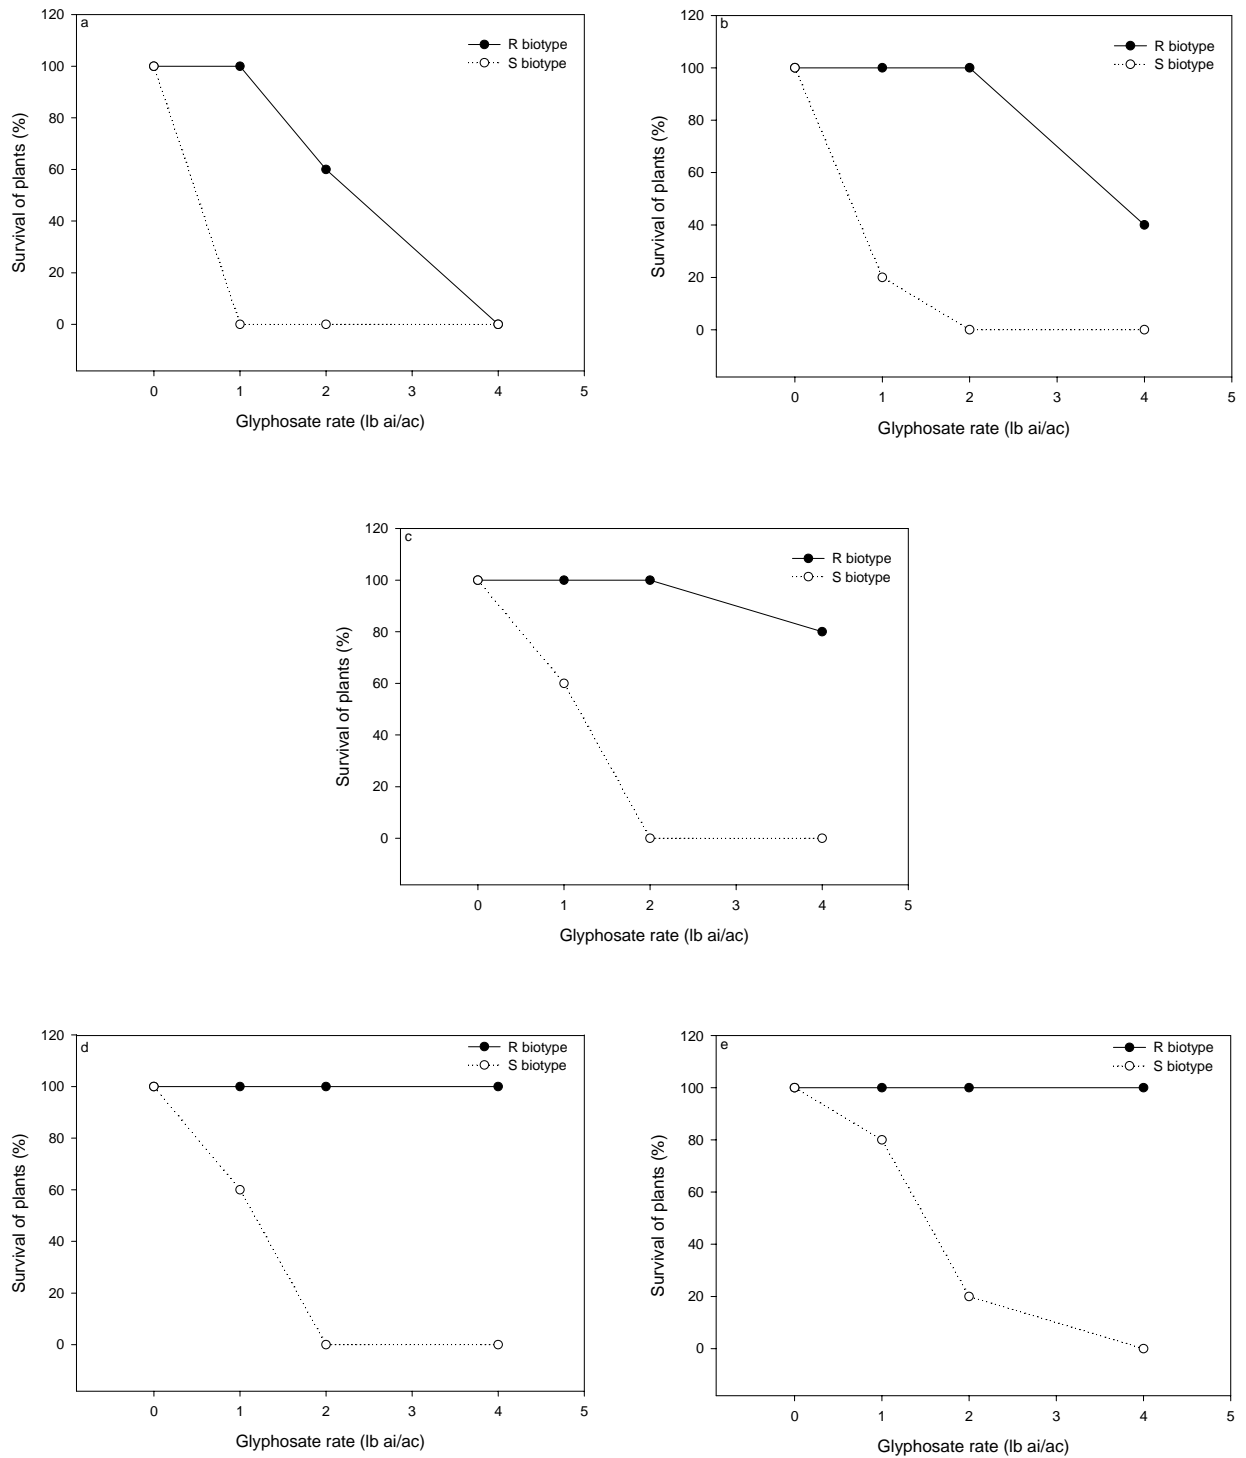 a
R biotype
S biotype
120
100
80
60
40
20
0
Survival of plants (%)
0 1 2 3 4 5
Glyphosate rate (lb ai/ac)
b
R biotype
S biotype
120
100
80
60
40
20
0
Survival of plants (%)
0 1 2 3 4 5
Glyphosate rate (lb ai/ac)
c
R biotype
S biotype
120
100
80
60
40
20
0
Survival of plants (%)
0 1 2 3 4 5
Glyphosate rate (lb ai/ac)
d
R biotype
S biotype
120
100
80
60
40
20
0
Survival of plants (%)
0 1 2 3 4 5
Glyphosate rate (lb ai/ac)
e
R biotype
S biotype
120
100
80
60
40
20
0
Survival of plants (%)
0 1 2 3 4 5
Glyphosate rate (lb ai/ac)